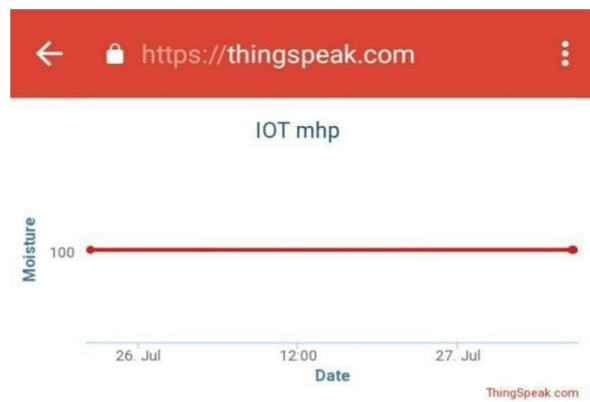 https://thingspeak.com
IOT mhp
Moisture
100
26. Jul 12:00 27. Jul
Date
ThingSpeak.com